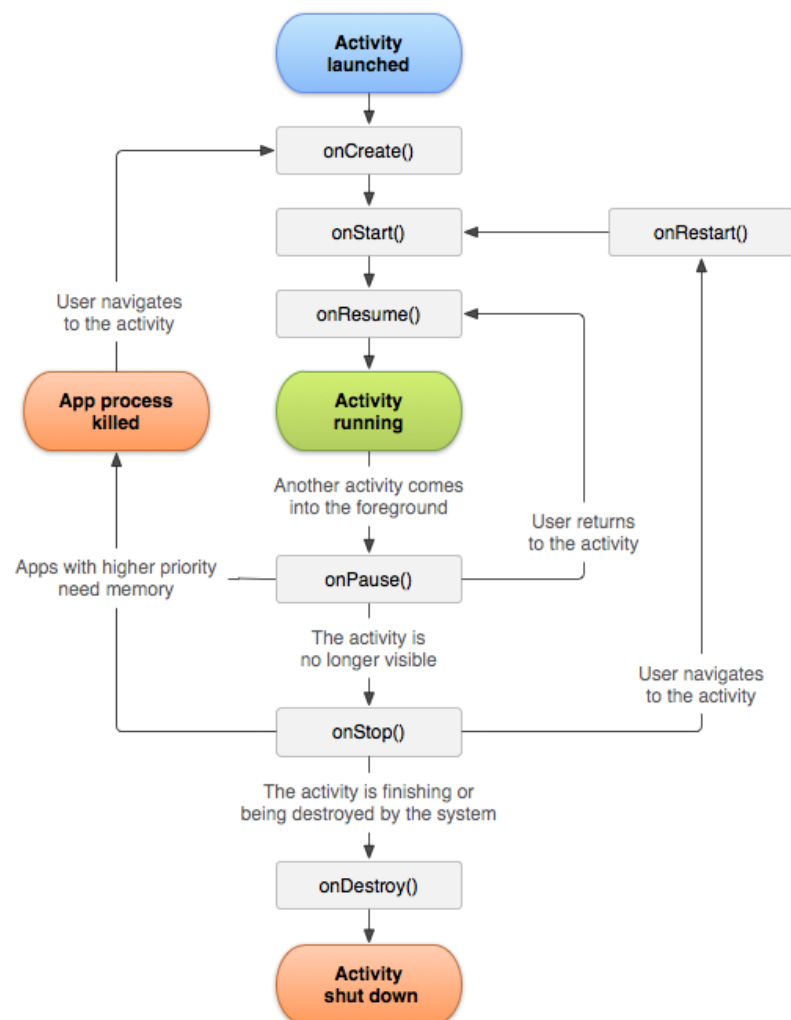 Activity
launched
onCreate()
onStart()
onRestart()
onResume()
User navigates
to the activity
App process
killed
Activity
running
Another activity comes
into the foreground
User returns
to the activity
Apps with higher priority
need memory
onPause()
The activity is
no longer visible
User navigates
to the activity
onStop()
The activity is finishing or
being destroyed by the system
onDestroy()
Activity
shut down